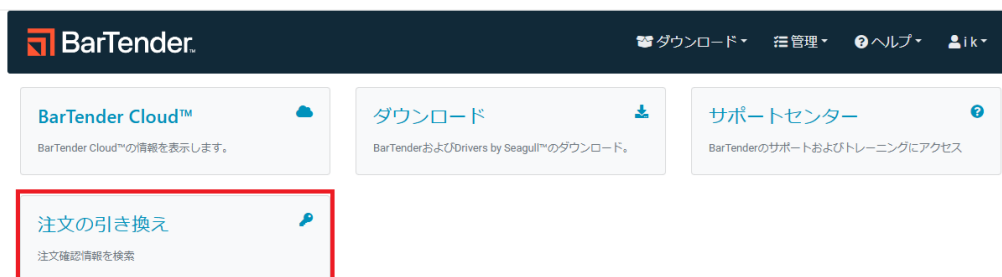 BarTender™
ダウンロード 管理 ヘルプ i k
BarTender Cloud™
BarTender Cloud™の情報を表示します。
ダウンロード
BarTenderおよびDrivers by Seagull™のダウンロード。
サポートセンター
BarTenderのサポートおよびトレーニングにアクセス
注文の引き換え
注文確認情報を検索